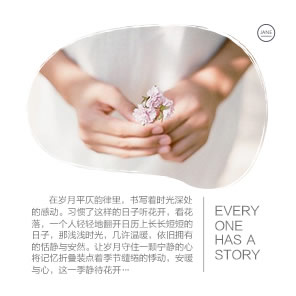 JANE
在岁月平仄的律里，书写着时光深处
的感动。习惯了这样的日子听花开，看花
落，一个人轻轻地翻开日历上长长短短的
日子，那浅浅时光，几许温暖，依旧拥有
的恬静与安然。让岁月守住一颗宁静的心
将记忆折叠装点着季节缱绻的悸动、安暖
与心，这一季静待花开…
EVERY
ONE
HAS A
STORY